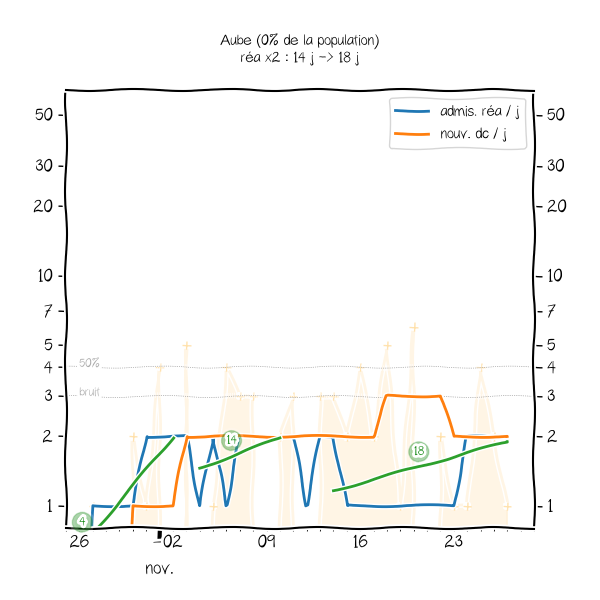 Aube (0% de la population)
réa x2 : 14 j -> 18 j
admis. réa / j
nouv. dc / j
50 50
30 30
20 20
10 10
7 7
5 5
50%
4 4
bruit
3 3
14
2 2
18
1 1
4
26 02 09 16 23
nov.